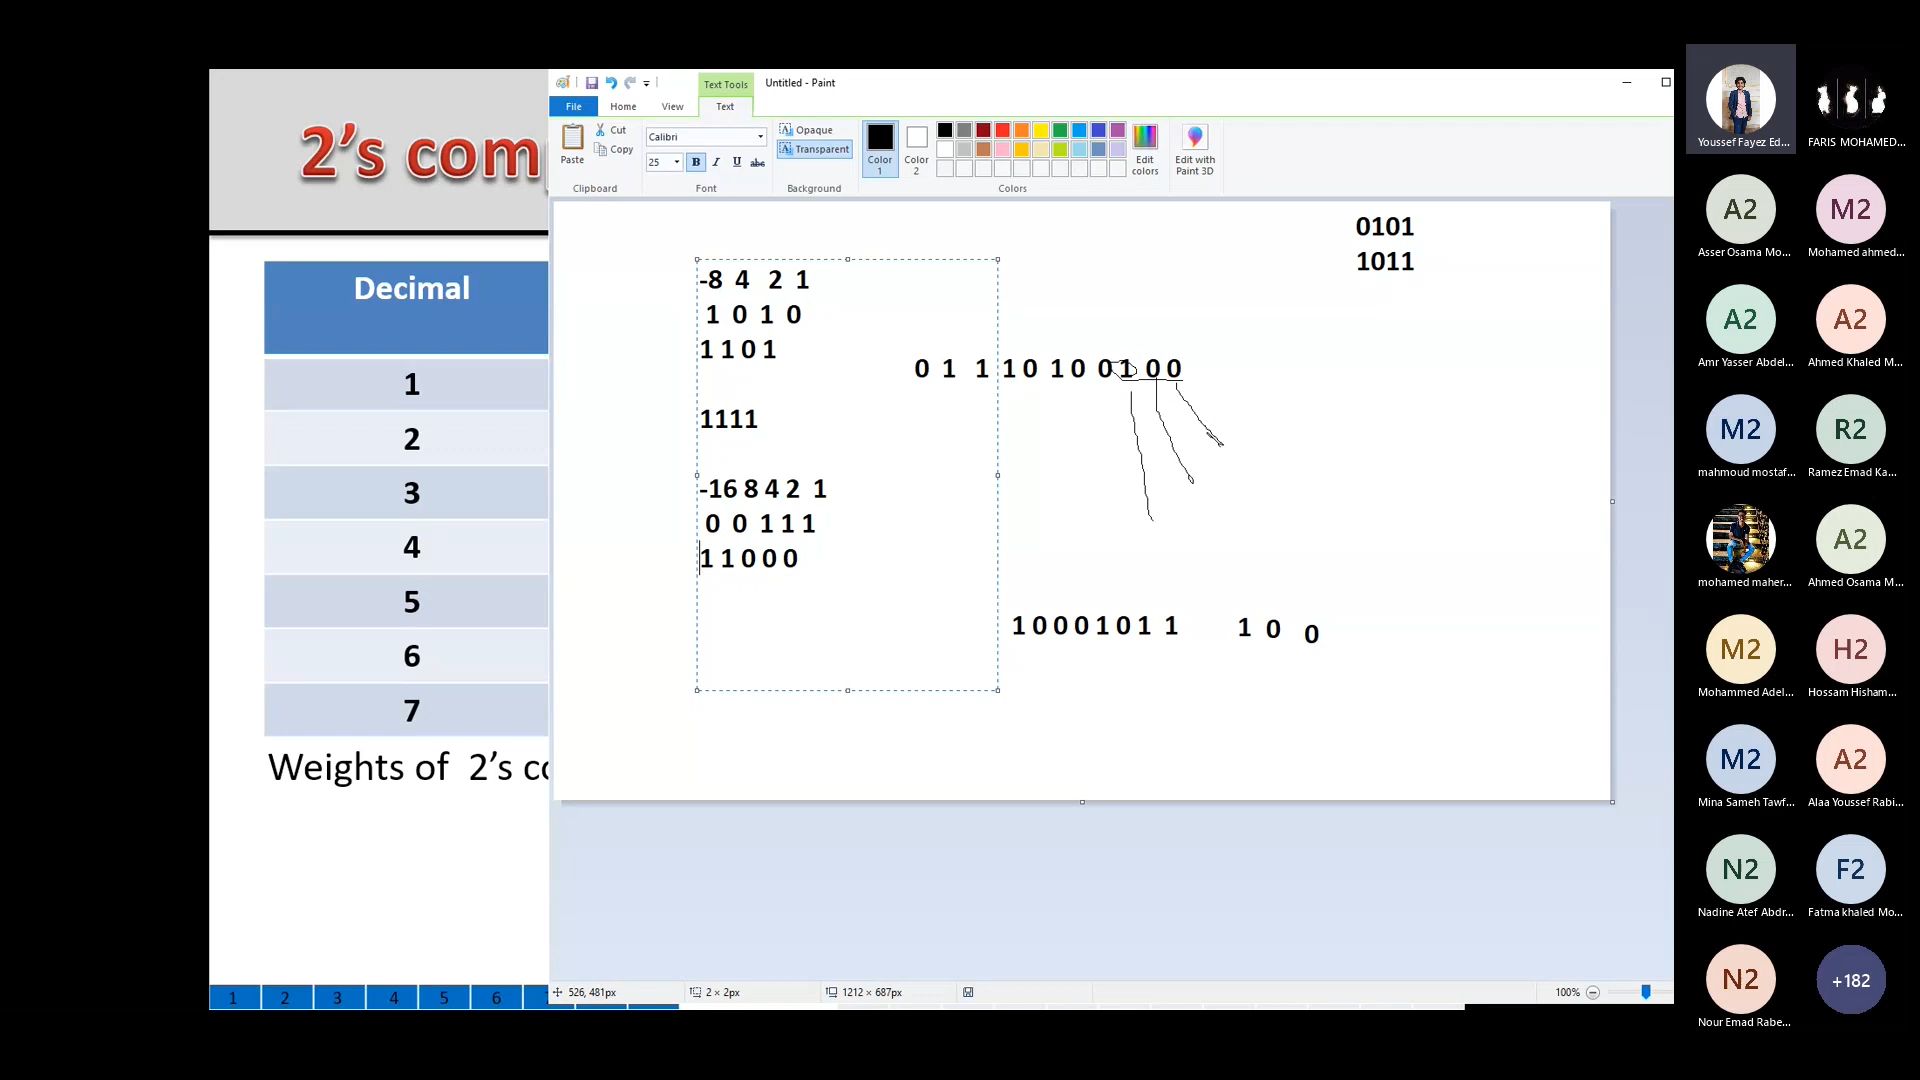 2's com
Decimal
1
2
3
4
5
6
7
Weights of 2's co
1 2 3 4 5 6
Text Tools
Untitled - Paint
File Home View Text
Paste
Cut
Copy
Clipboard
Calibri
25 B I U abc
Font
Opaque
Transparent
Background
Color 1
Color 2
Edit colors
Edit with Paint 3D
Colors
0101
1011
-8 4 2 1
1 0 1 0
1 1 0 1
1111
-16 8 4 2 1
0 0 1 1 1
1 1 0 0 0
0 1 1 1 0 1 0 0 1 0 0
1 0 0 0 1 0 1 1 1 0 0
526, 481px
2 × 2px
1212 × 687px
100%
Youssef Fayez Ed...
FARIS MOHAMED...
A2
Asser Osama Mo...
M2
Mohamed ahmed...
A2
Amr Yasser Abdel...
A2
Ahmed Khaled M...
M2
mahmoud mostaf...
R2
Ramez Emad Ka...
mohamed maher...
A2
Ahmed Osama M...
M2
Mohammed Adel...
H2
Hossam Hisham...
M2
Mina Sameh Tawf...
A2
Alaa Youssef Rabi...
N2
Nadine Atef Abdr...
F2
Fatma khaled Mo...
N2
Nour Emad Rabe...
+182